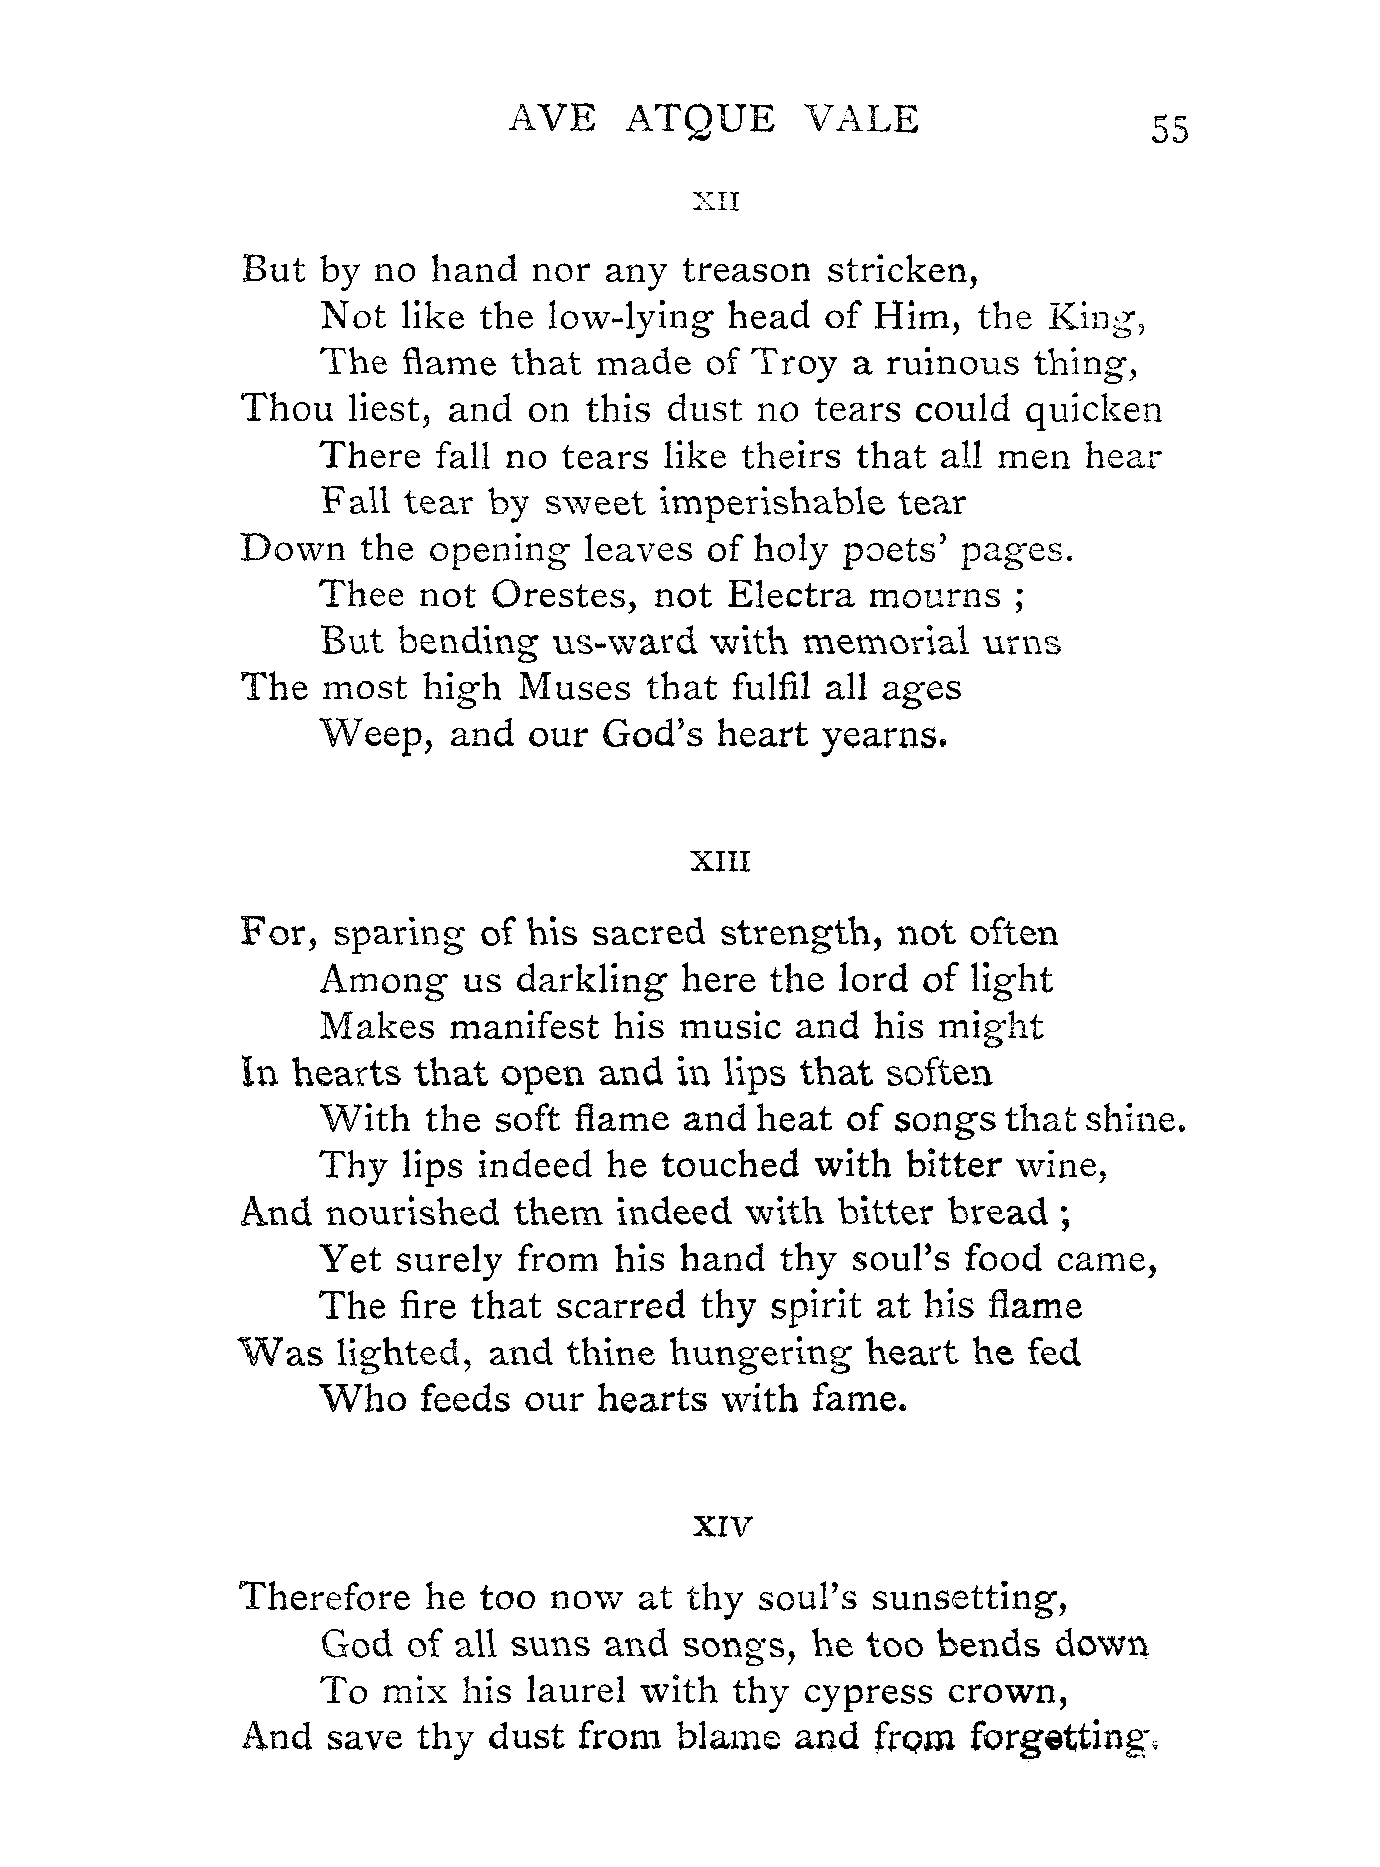 AVE ATQUE VALE 55
XII
But by no hand nor any treason stricken,
Not like the low-lying head of Him, the King,
The flame that made of Troy a ruinous thing,
Thou liest, and on this dust no tears could quicken
There fall no tears like theirs that all men hear
Fall tear by sweet imperishable tear
Down the opening leaves of holy poets' pages.
Thee not Orestes, not Electra mourns ;
But bending us-ward with memorial urns
The most high Muses that fulfil all ages
Weep, and our God's heart yearns.
XIII
For, sparing of his sacred strength, not often
Among us darkling here the lord of light
Makes manifest his music and his might
In hearts that open and in lips that soften
With the soft flame and heat of songs that shine.
Thy lips indeed he touched with bitter wine,
And nourished them indeed with bitter bread ;
Yet surely from his hand thy soul's food came,
The fire that scarred thy spirit at his flame
Was lighted, and thine hungering heart he fed
Who feeds our hearts with fame.
XIV
Therefore he too now at thy soul's sunsetting,
God of all suns and songs, he too bends down
To mix his laurel with thy cypress crown,
And save thy dust from blame and from forgetting.